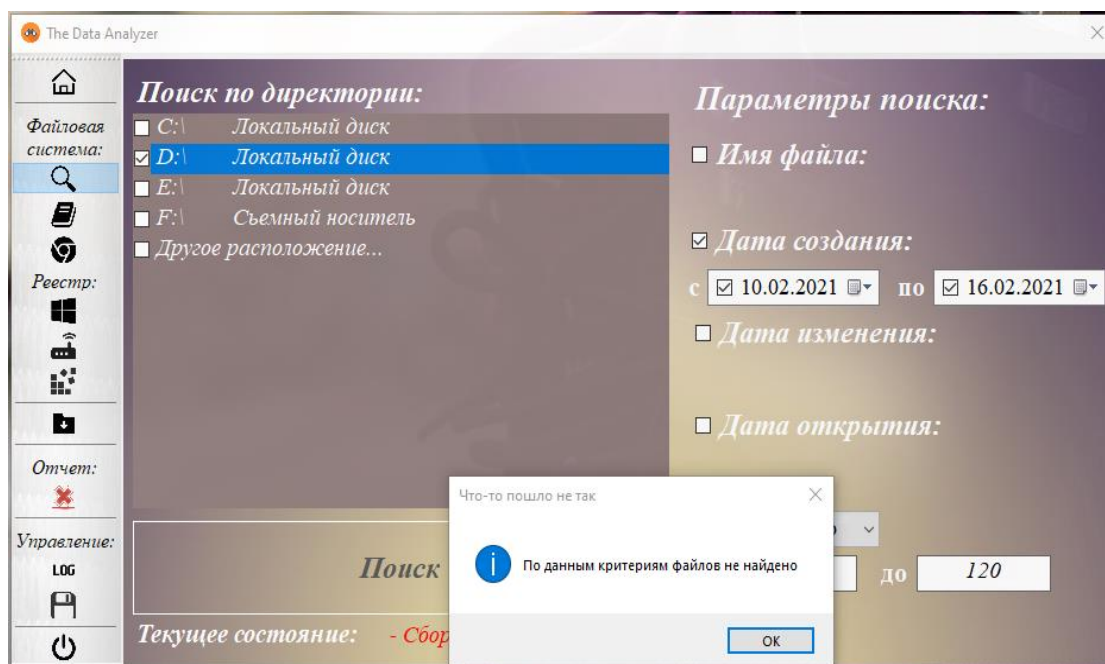 The Data Analyzer
Файловая
система:
Реестр:
Отчет:
Управление:
LOG
Поиск по директории:
C:\ Локальный диск
D:\ Локальный диск
E:\ Локальный диск
F:\ Съемный носитель
Другое расположение...
Поиск
Текущее состояние: - Сбор
Параметры поиска:
Имя файла:
Дата создания:
с 10.02.2021 по 16.02.2021
Дата изменения:
Дата открытия:
до 120
Что-то пошло не так
По данным критериям файлов не найдено
ОК